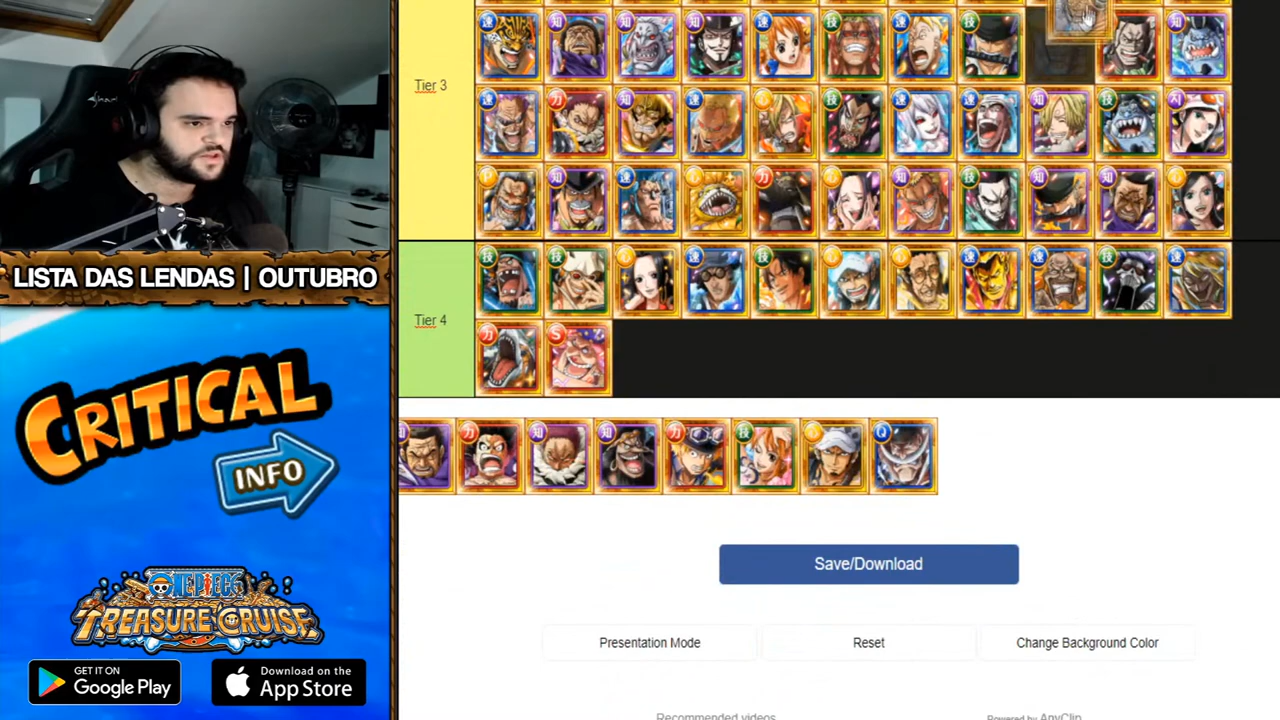 Tier 3
Tier 4
LISTA DAS LENDAS | OUTUBRO
CRITICAL
INFO
ONE PIECE
TREASURE CRUISE
GET IT ON
Google Play
Download on the
App Store
Save/Download
Presentation Mode
Reset
Change Background Color
Recommended videos
Powered by AnyClip